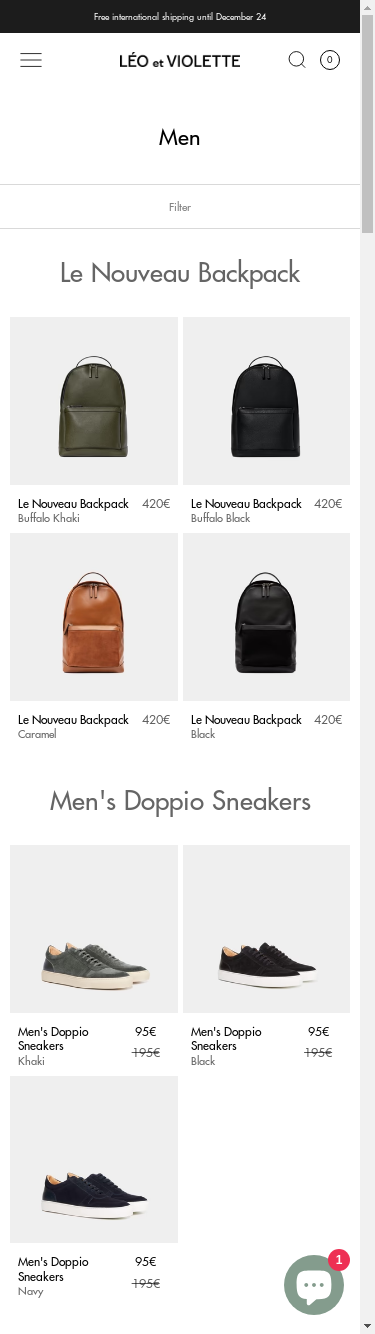 Free international shipping until December 24
LÉO et VIOLETTE
0
Men
Filter
Le Nouveau Backpack
Le Nouveau Backpack 420€
Buffalo Khaki
Le Nouveau Backpack 420€
Buffalo Black
Le Nouveau Backpack 420€
Caramel
Le Nouveau Backpack 420€
Black
Men's Doppio Sneakers
Men's Doppio 95€
Sneakers 195€
Khaki
Men's Doppio 95€
Sneakers 195€
Black
Men's Doppio 95€
Sneakers 195€
Navy
1